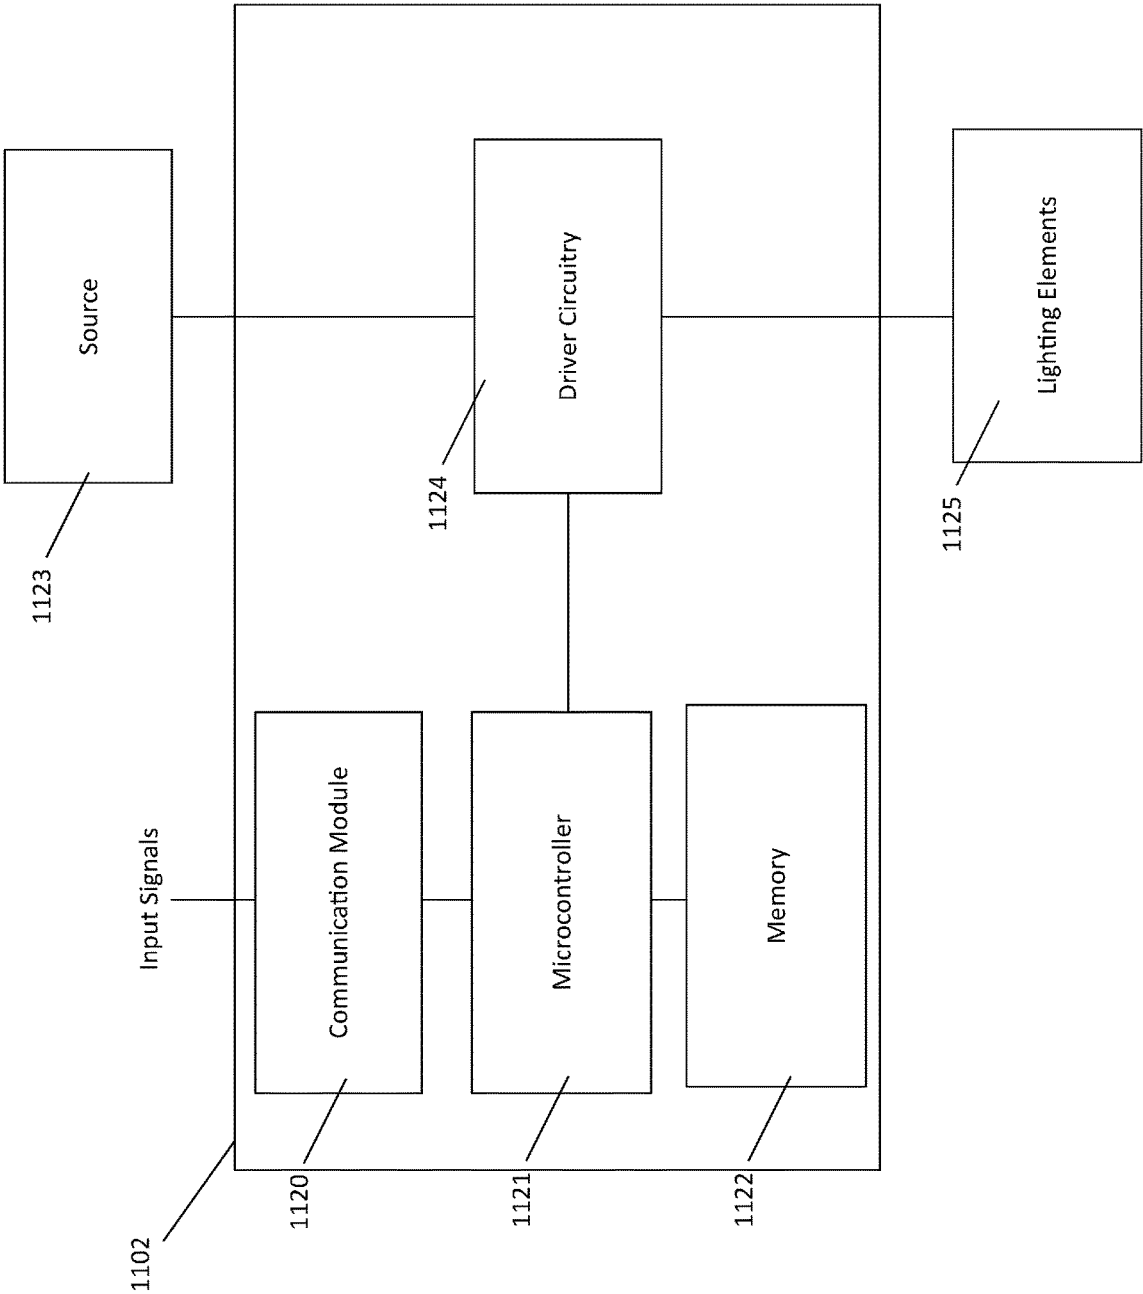 Input Signals
Source
1102
1120
Communication Module
1123
1121
Microcontroller
1124
Driver Circuitry
1122
Memory
1125
Lighting Elements